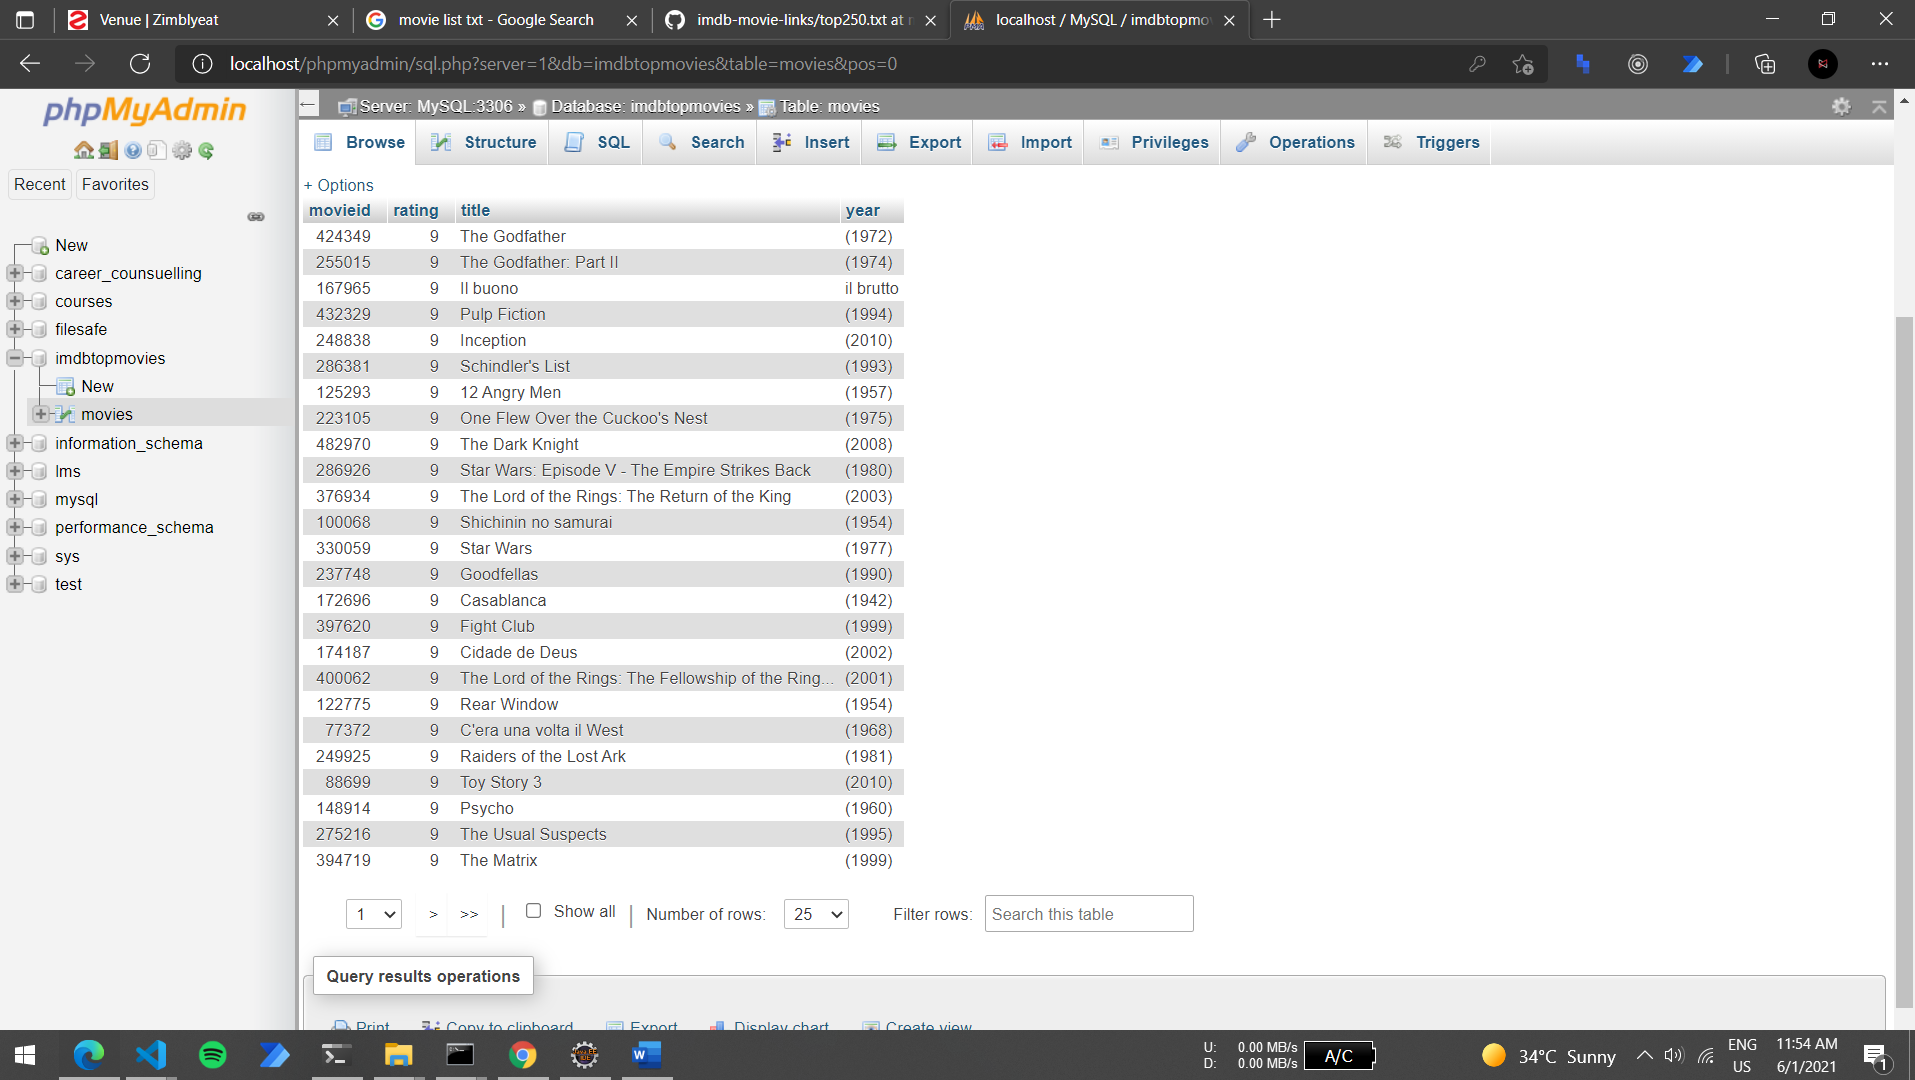 Venue | Zimblyeat
movie list txt - Google Search
imdb-movie-links/top250.txt at
localhost / MySQL / imdbtopmov
localhost/phpmyadmin/sql.php?server=1&db=imdbtopmovies&table=movies&pos=0
phpMyAdmin
Recent Favorites
New
career_counsuelling
courses
filesafe
imdbtopmovies
New
movies
information_schema
lms
mysql
performance_schema
sys
test
Server: MySQL:3306 » Database: imdbtopmovies » Table: movies
Browse Structure SQL Search Insert Export Import Privileges Operations Triggers
+ Options
movieid rating title year
424349 9 The Godfather (1972)
255015 9 The Godfather: Part II (1974)
167965 9 Il buono il brutto
432329 9 Pulp Fiction (1994)
248838 9 Inception (2010)
286381 9 Schindler's List (1993)
125293 9 12 Angry Men (1957)
223105 9 One Flew Over the Cuckoo's Nest (1975)
482970 9 The Dark Knight (2008)
286926 9 Star Wars: Episode V - The Empire Strikes Back (1980)
376934 9 The Lord of the Rings: The Return of the King (2003)
100068 9 Shichinin no samurai (1954)
330059 9 Star Wars (1977)
237748 9 Goodfellas (1990)
172696 9 Casablanca (1942)
397620 9 Fight Club (1999)
174187 9 Cidade de Deus (2002)
400062 9 The Lord of the Rings: The Fellowship of the Ring... (2001)
122775 9 Rear Window (1954)
77372 9 C'era una volta il West (1968)
249925 9 Raiders of the Lost Ark (1981)
88699 9 Toy Story 3 (2010)
148914 9 Psycho (1960)
275216 9 The Usual Suspects (1995)
394719 9 The Matrix (1999)
1 > >> | Show all | Number of rows: 25 Filter rows: Search this table
Query results operations
Print Copy to clipboard Export Display chart Create view
U: 0.00 MB/s
D: 0.00 MB/s
A/C
34°C Sunny
ENG
US
11:54 AM
6/1/2021
1